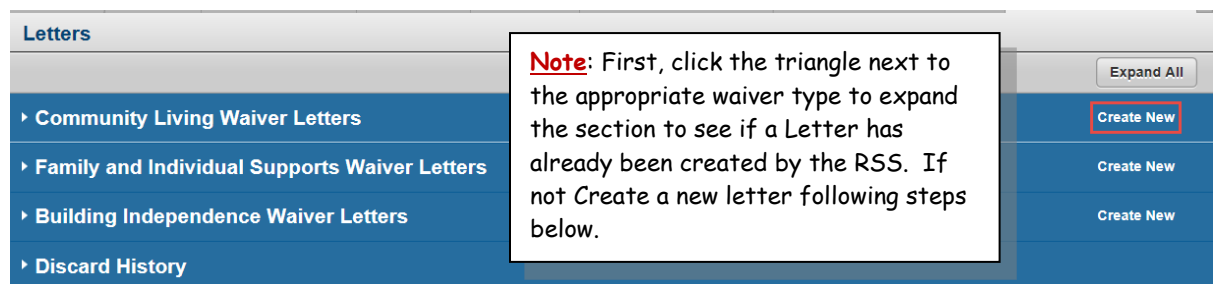 Letters
Note: First, click the triangle next to
the appropriate waiver type to expand
the section to see if a Letter has
already been created by the RSS.  If
not Create a new letter following steps
below.
Expand All
Community Living Waiver Letters
Create New
Family and Individual Supports Waiver Letters
Create New
Building Independence Waiver Letters
Create New
Discard History